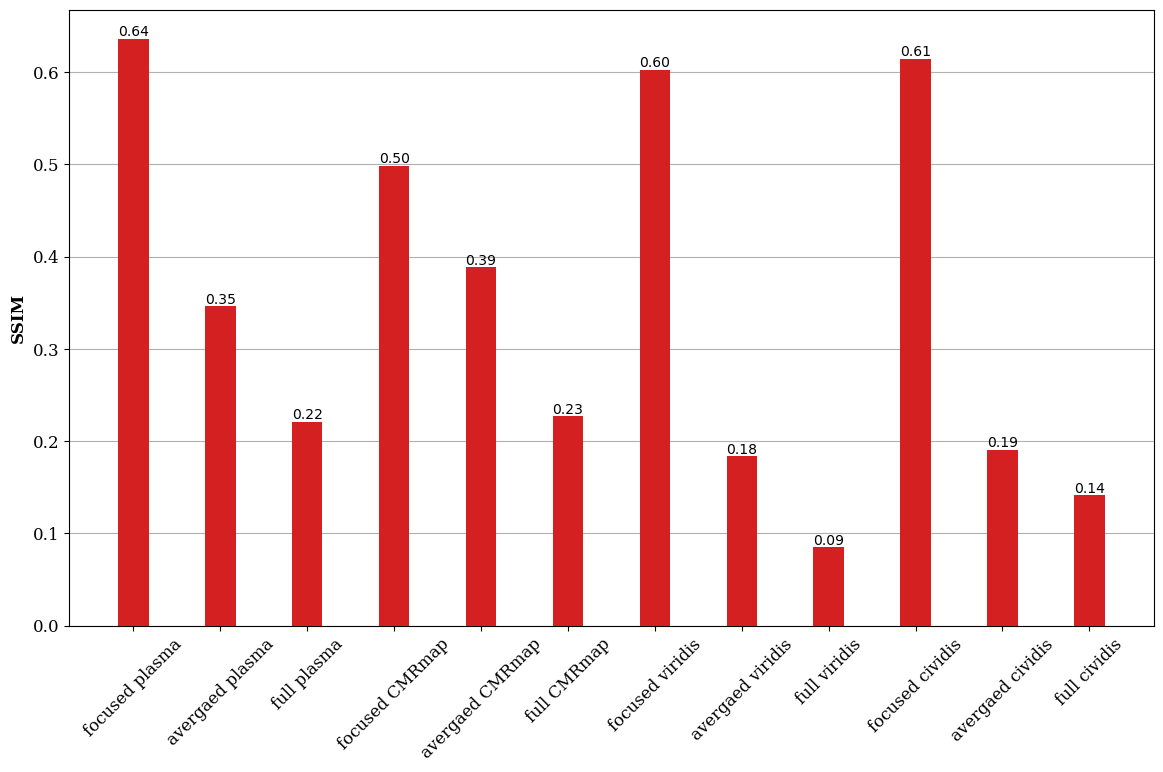 0.64
0.35
0.22
0.50
0.39
0.23
0.60
0.18
0.09
0.61
0.19
0.14
0.6
0.5
0.4
0.3
0.2
0.1
0.0
SSIM
focused plasma
avergaed plasma
full plasma
focused CMRmap
avergaed CMRmap
full CMRmap
focused viridis
avergaed viridis
full viridis
focused cividis
avergaed cividis
full cividis